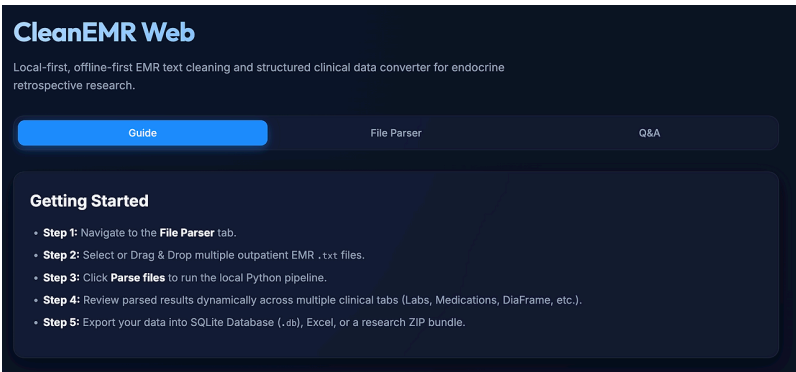 CleanEMR Web
Local-first, offline-first EMR text cleaning and structured clinical data converter for endocrine
retrospective research.
Guide
File Parser
Q&A
Getting Started
• Step 1: Navigate to the File Parser tab.
• Step 2: Select or Drag & Drop multiple outpatient EMR .txt files.
• Step 3: Click Parse files to run the local Python pipeline.
• Step 4: Review parsed results dynamically across multiple clinical tabs (Labs, Medications, DiaFrame, etc.).
• Step 5: Export your data into SQLite Database (.db), Excel, or a research ZIP bundle.